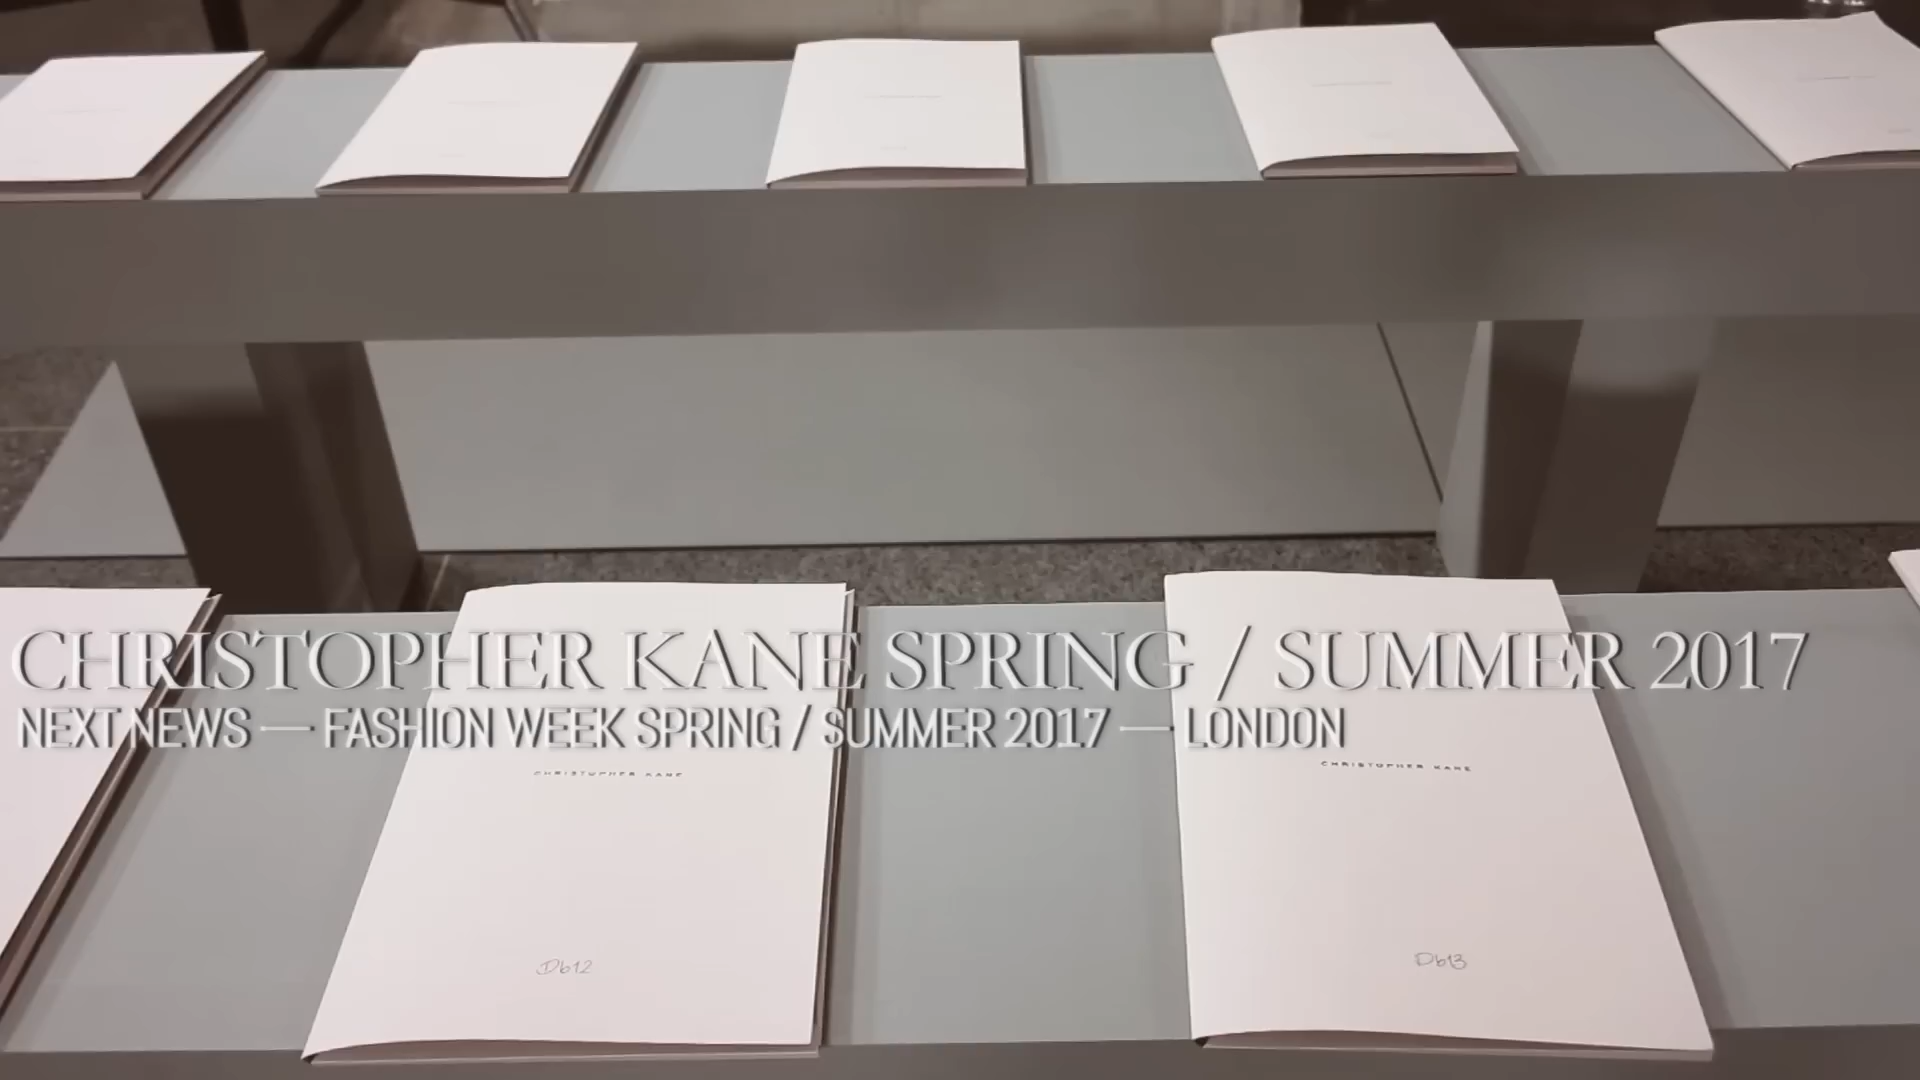 CHRISTOPHER KANE SPRING / SUMMER 2017
NEXT NEWS — FASHION WEEK SPRING / SUMMER 2017 — LONDON
CHRISTOPHER KANE
CHRISTOPHER KANE
Db12
Db13